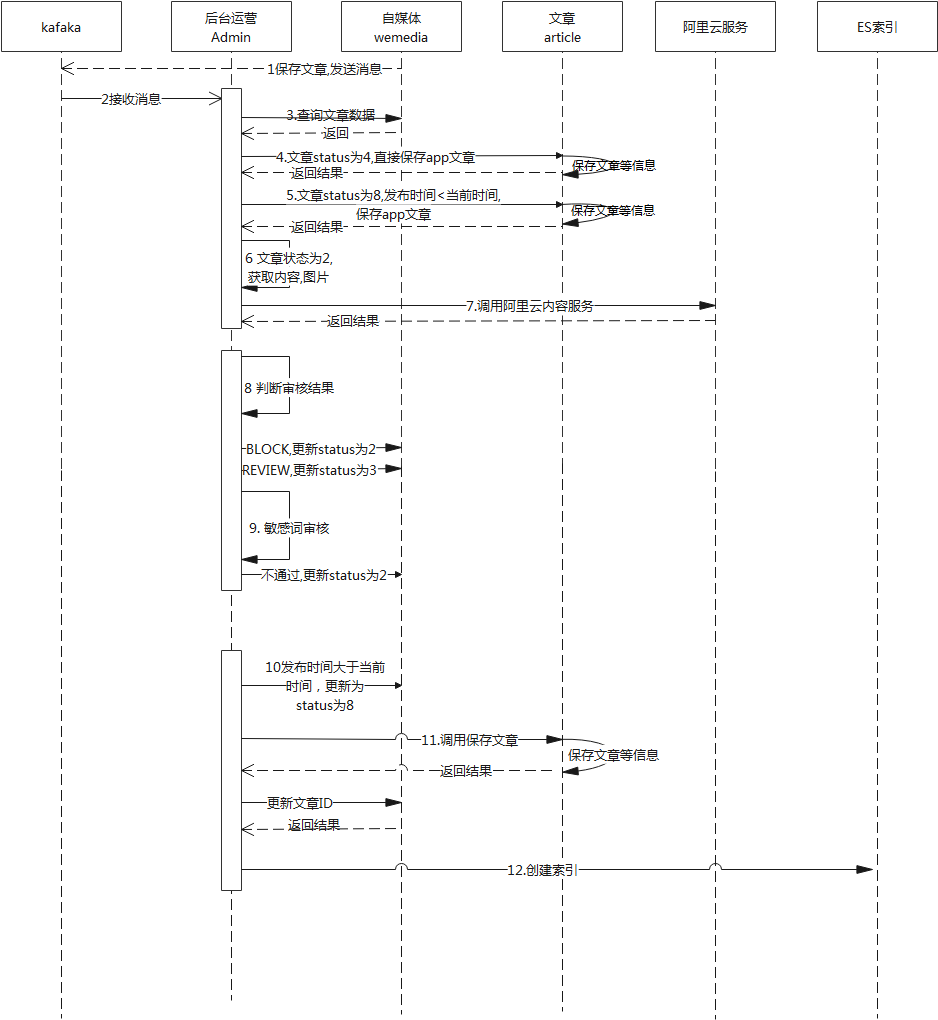 kafaka
后台运营
Admin
自媒体
wemedia
文章
article
阿里云服务
ES索引
1保存文章,发送消息
2接收消息
3.查询文章数据
返回
4.文章status为4,直接保存app文章
保存文章等信息
返回结果
5.文章status为8,发布时间<当前时间,
保存app文章
保存文章等信息
返回结果
6 文章状态为2,
获取内容,图片
7.调用阿里云内容服务
返回结果
8 判断审核结果
BLOCK,更新status为2
REVIEW,更新status为3
9. 敏感词审核
不通过,更新status为2
10发布时间大于当前
时间，更新为
status为8
11.调用保存文章
保存文章等信息
返回结果
更新文章ID
返回结果
12.创建索引